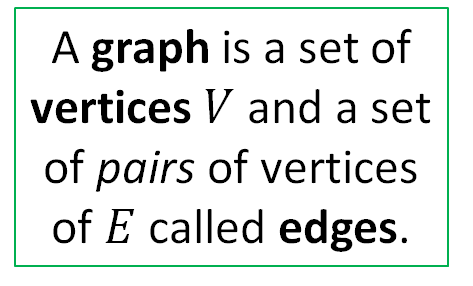 A graph is a set of
vertices V and a set
of pairs of vertices
of E called edges.